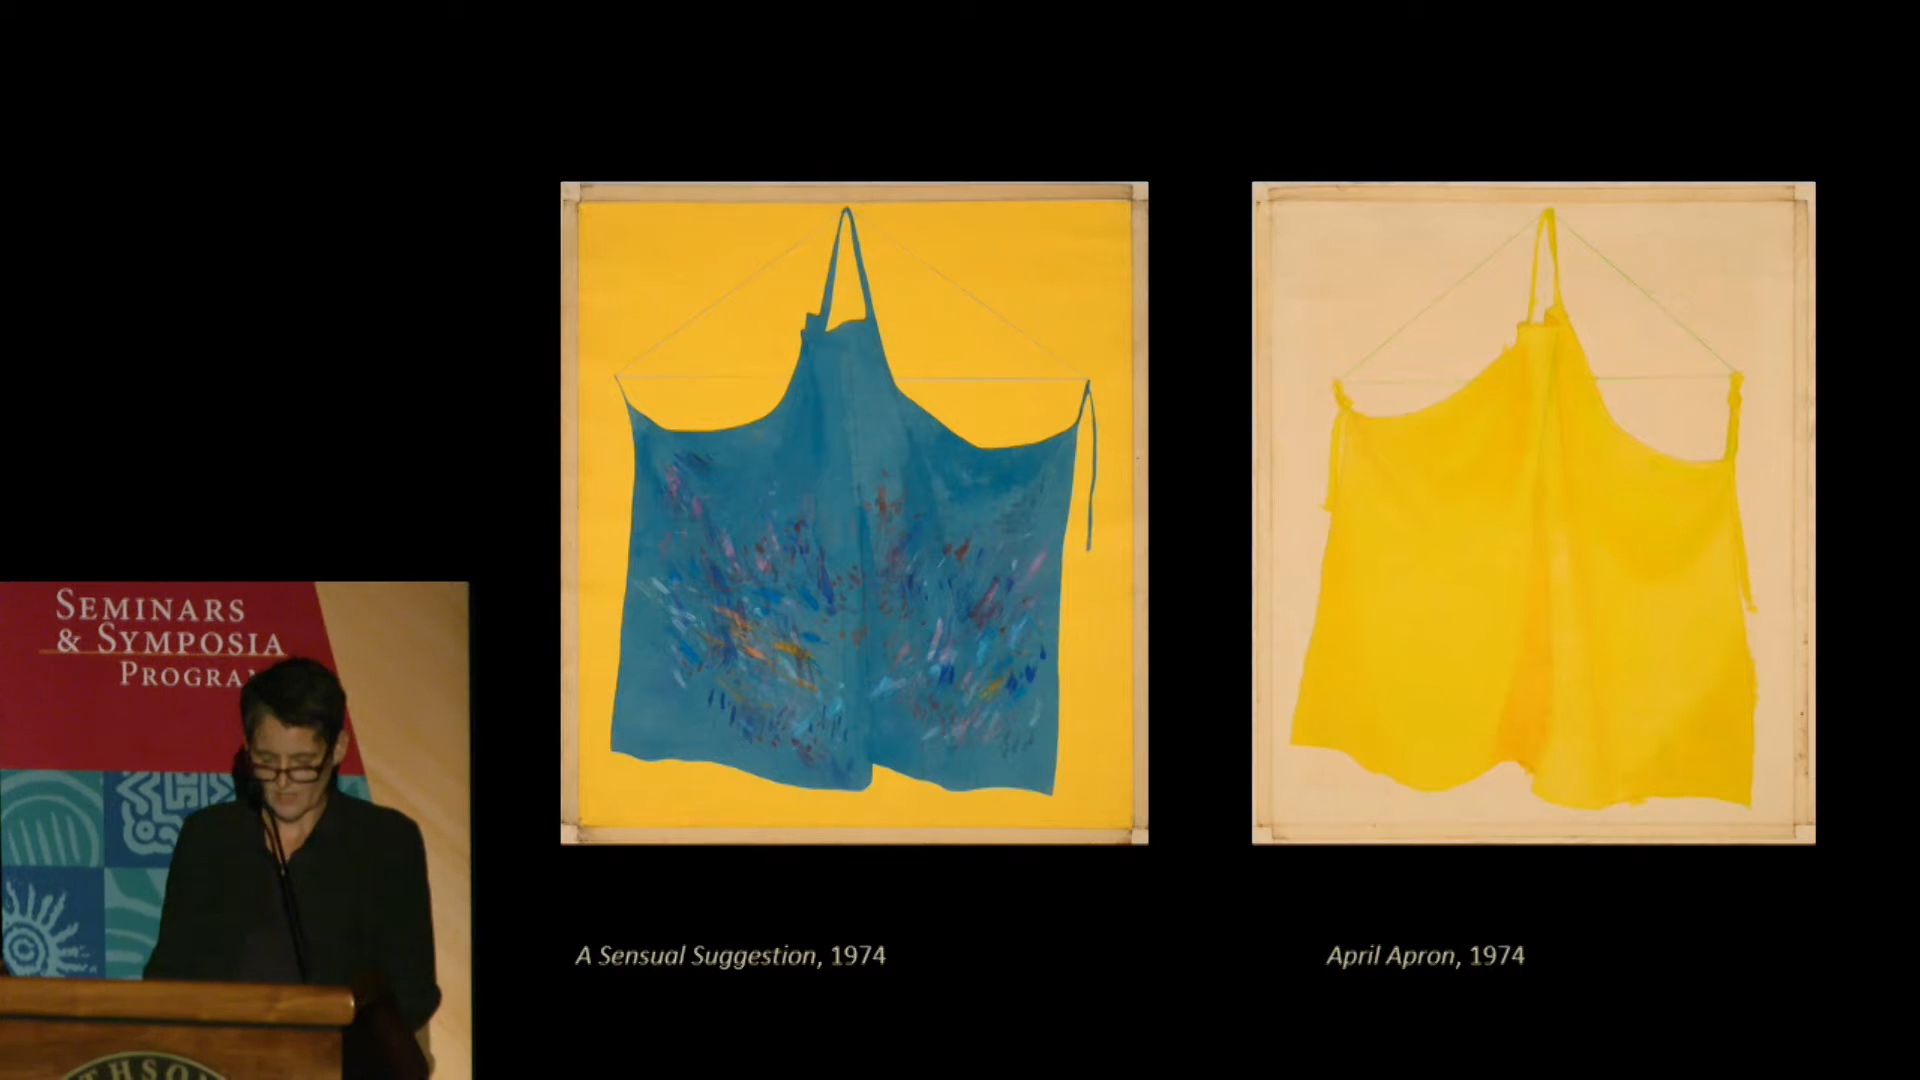 SEMINARS
& SYMPOSIA
A Sensual Suggestion, 1974
April Apron, 1974